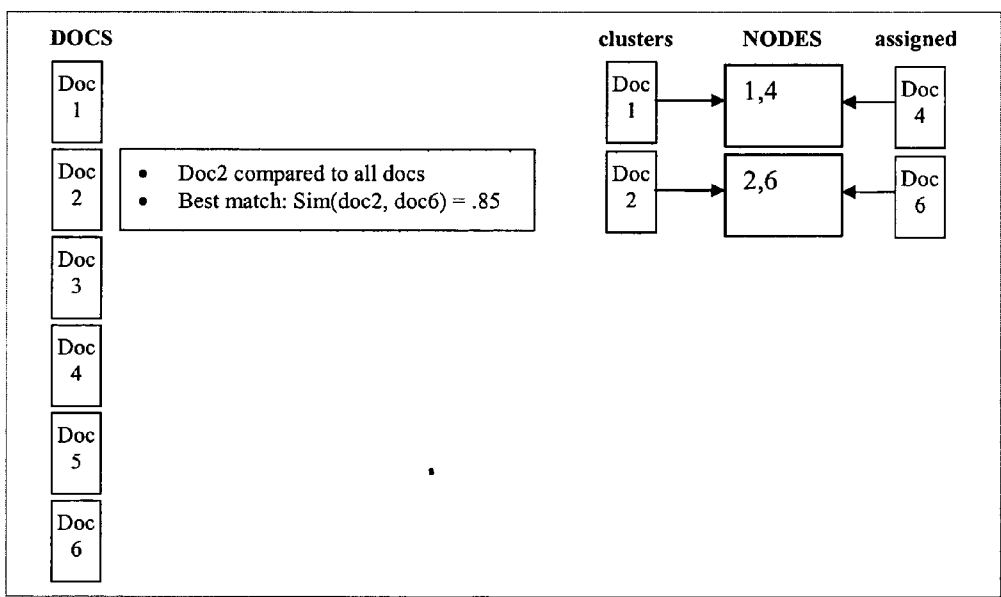 DOCS
Doc
1
Doc
2
Doc
3
Doc
4
Doc
5
Doc
6
• Doc2 compared to all docs
• Best match: Sim(doc2, doc6) = .85
clusters NODES assigned
Doc
1
1,4
Doc
4
Doc
2
2,6
Doc
6